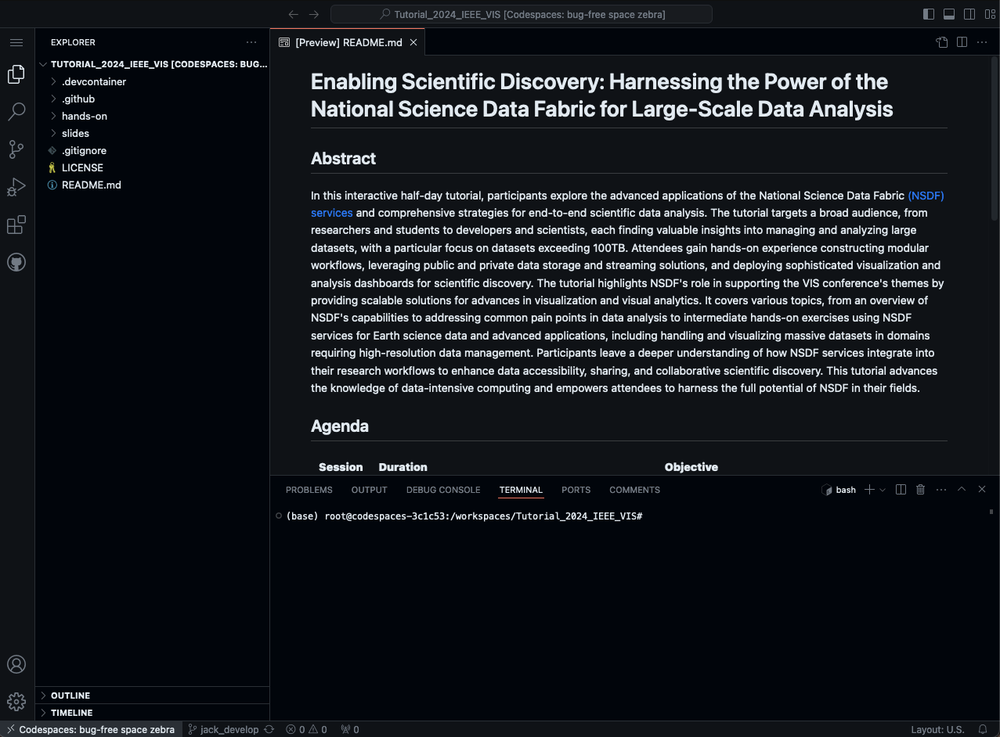 Tutorial_2024_IEEE_VIS [Codespaces: bug-free space zebra]
EXPLORER
TUTORIAL_2024_IEEE_VIS [CODESPACES: BUG...
.devcontainer
.github
hands-on
slides
.gitignore
LICENSE
README.md
OUTLINE
TIMELINE
[Preview] README.md
Enabling Scientific Discovery: Harnessing the Power of the
National Science Data Fabric for Large-Scale Data Analysis
Abstract
In this interactive half-day tutorial, participants explore the advanced applications of the National Science Data Fabric (NSDF)
services and comprehensive strategies for end-to-end scientific data analysis. The tutorial targets a broad audience, from
researchers and students to developers and scientists, each finding valuable insights into managing and analyzing large
datasets, with a particular focus on datasets exceeding 100TB. Attendees gain hands-on experience constructing modular
workflows, leveraging public and private data storage and streaming solutions, and deploying sophisticated visualization and
analysis dashboards for scientific discovery. The tutorial highlights NSDF's role in supporting the VIS conference's themes by
providing scalable solutions for advances in visualization and visual analytics. It covers various topics, from an overview of
NSDF's capabilities to addressing common pain points in data analysis to intermediate hands-on exercises using NSDF
services for Earth science data and advanced applications, including handling and visualizing massive datasets in domains
requiring high-resolution data management. Participants leave a deeper understanding of how NSDF services integrate into
their research workflows to enhance data accessibility, sharing, and collaborative scientific discovery. This tutorial advances
the knowledge of data-intensive computing and empowers attendees to harness the full potential of NSDF in their fields.
Agenda
Session Duration Objective
PROBLEMS OUTPUT DEBUG CONSOLE TERMINAL PORTS COMMENTS bash
(base) root@codespaces-3c1c53:/workspaces/Tutorial_2024_IEEE_VIS#
Codespaces: bug-free space zebra jack_develop 0 0 0 Layout: U.S.